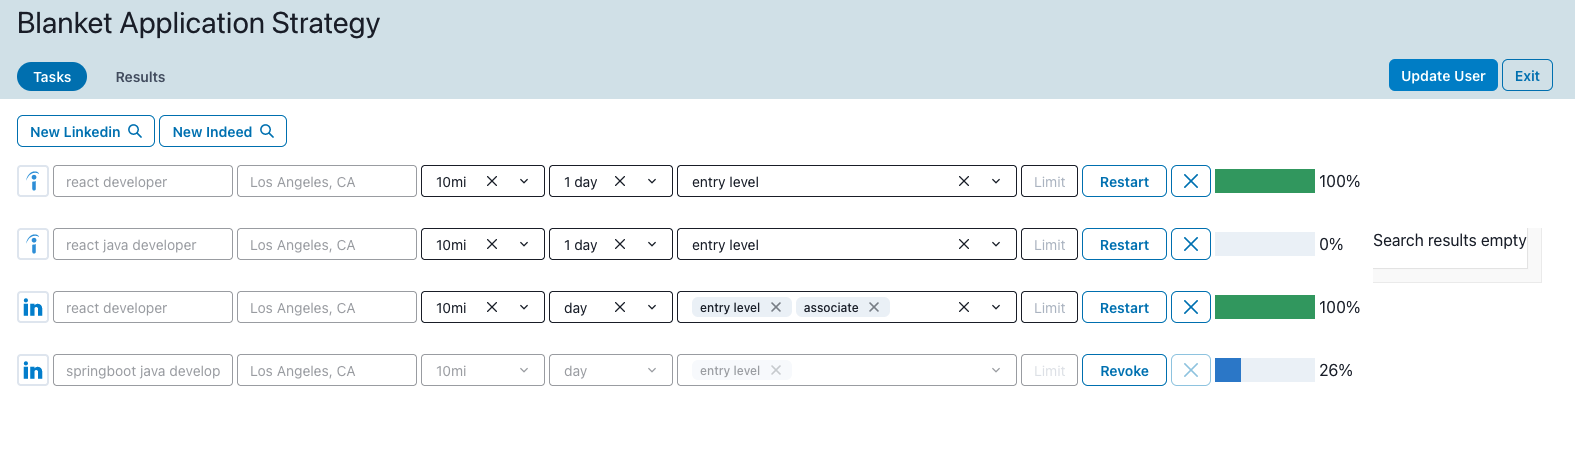 Blanket Application Strategy
Tasks Results Update User Exit
New Linkedin New Indeed
react developer Los Angeles, CA 10mi 1 day entry level Limit Restart 100%
react java developer Los Angeles, CA 10mi 1 day entry level Limit Restart 0% Search results empty
in react developer Los Angeles, CA 10mi day entry level associate Limit Restart 100%
in springboot java develop Los Angeles, CA 10mi day entry level Limit Revoke 26%